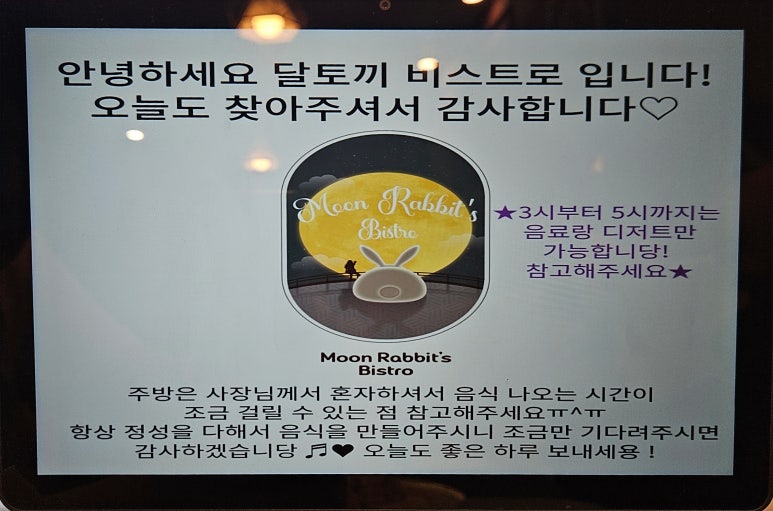 안녕하세요 달토끼 비스트로 입니다!
오늘도 찾아주셔서 감사합니다♡
Moon Rabbit's
Bistro
★3시부터 5시까지는
음료랑 디저트만
가능합니당!
참고해주세요★
Moon Rabbit's
Bistro
주방은 사장님께서 혼자하셔서 음식 나오는 시간이
조금 걸릴 수 있는 점 참고해주세요ㅠ^ㅠ
항상 정성을 다해서 음식을 만들어주시니 조금만 기다려주시면
감사하겠습니당 ♬♥ 오늘도 좋은 하루 보내세용 !